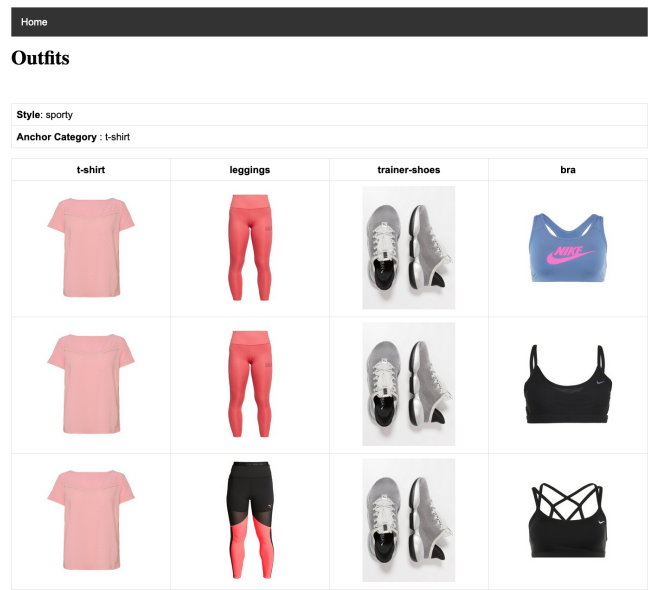 Home
Outfits
Style: sporty
Anchor Category : t-shirt
t-shirt leggings trainer-shoes bra
NIKE